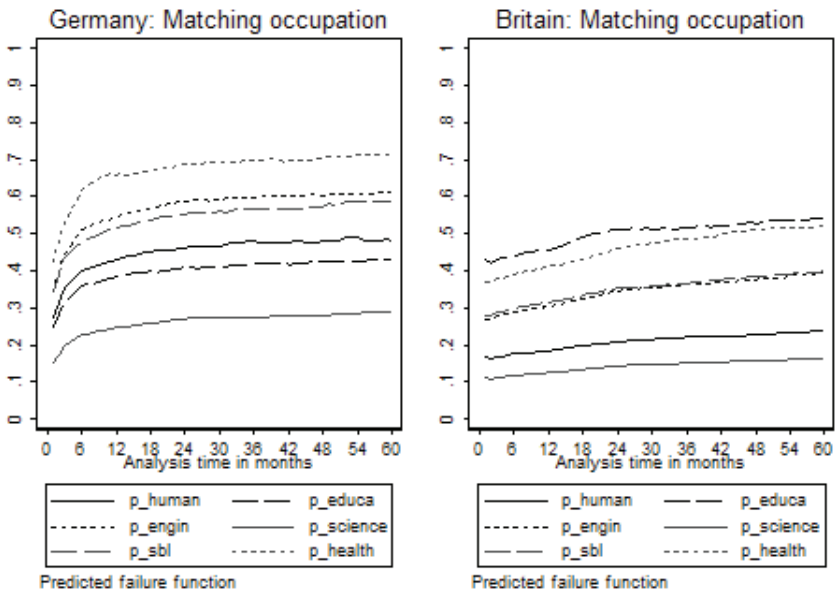 Germany: Matching occupation
1
.9
.8
.7
.6
.5
.4
.3
.2
.1
0
0 6 12 18 24 30 36 42 48 54 60
Analysis time in months
p_human p_educa
p_engin p_science
p_sbl p_health
Predicted failure function
Britain: Matching occupation
1
.9
.8
.7
.6
.5
.4
.3
.2
.1
0
0 6 12 18 24 30 36 42 48 54 60
Analysis time in months
p_human p_educa
p_engin p_science
p_sbl p_health
Predicted failure function